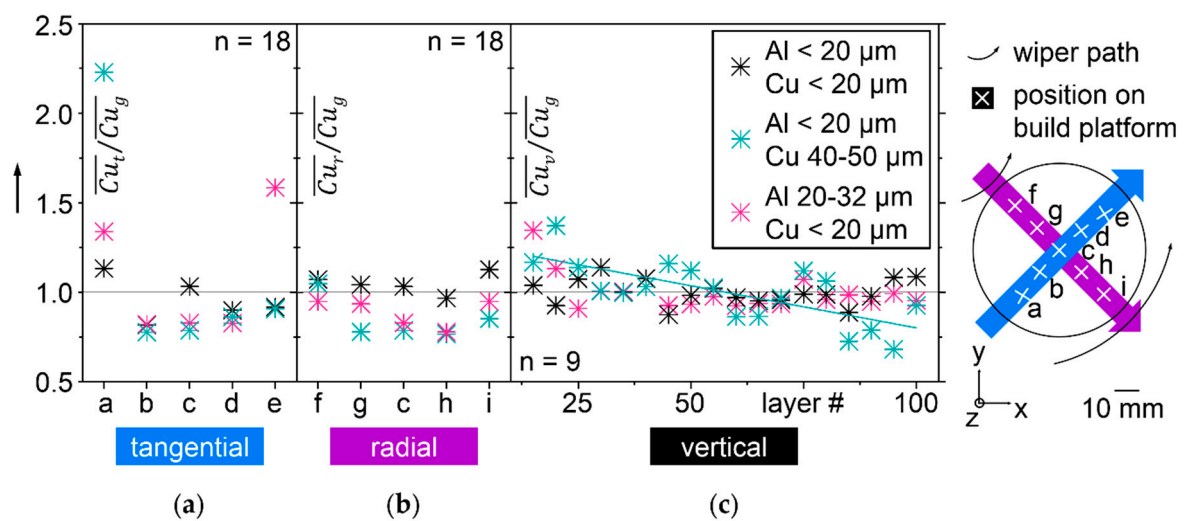 2.5
2.0
1.5
1.0
0.5
n = 18
Cu_t/Cu_g
a b c d e
tangential
(a)
n = 18
Cu_r/Cu_g
f g c h i
radial
(b)
Cu_v/Cu_g
n = 9
25 50 layer # 100
vertical
(c)
Al < 20 μm
Cu < 20 μm
Al < 20 μm
Cu 40-50 μm
Al 20-32 μm
Cu < 20 μm
wiper path
position on
build platform
f
g
e
d
c
h
b
i
a
y
z
x
10 mm